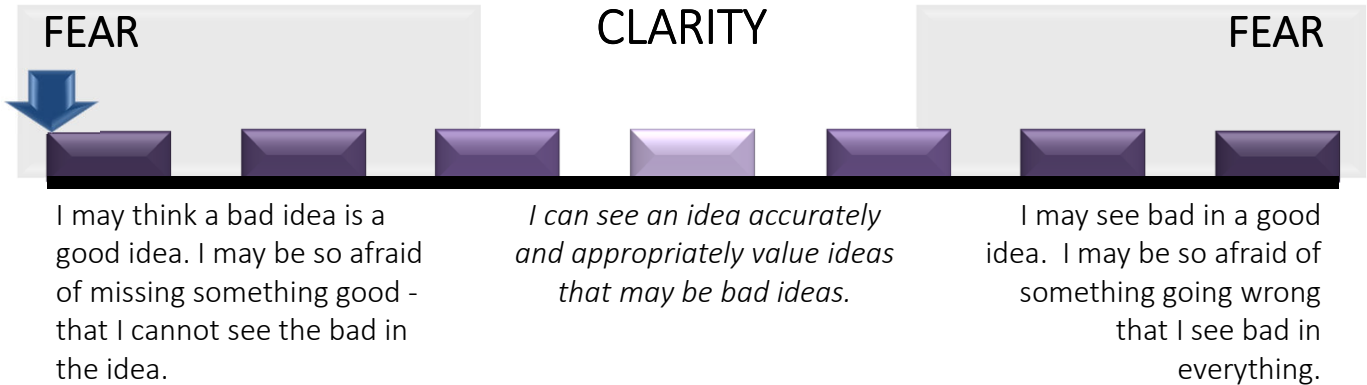 FEAR
CLARITY
FEAR
I may think a bad idea is a
good idea. I may be so afraid
of missing something good -
that I cannot see the bad in
the idea.
I can see an idea accurately
and appropriately value ideas
that may be bad ideas.
I may see bad in a good
idea.  I may be so afraid of
something going wrong
that I see bad in
everything.